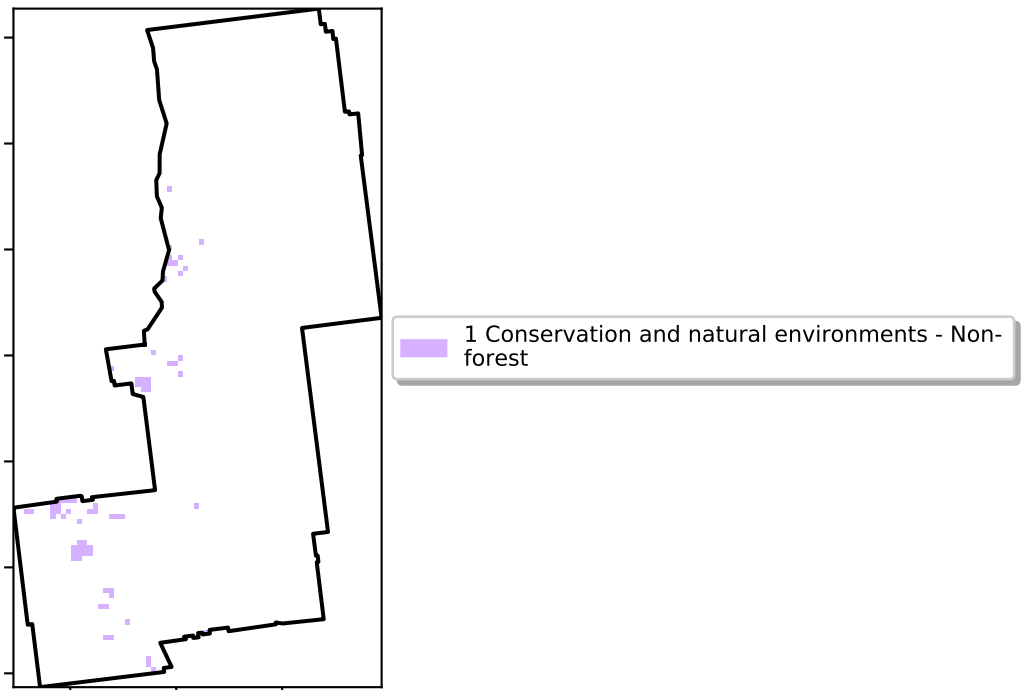 1 Conservation and natural environments - Non-
forest